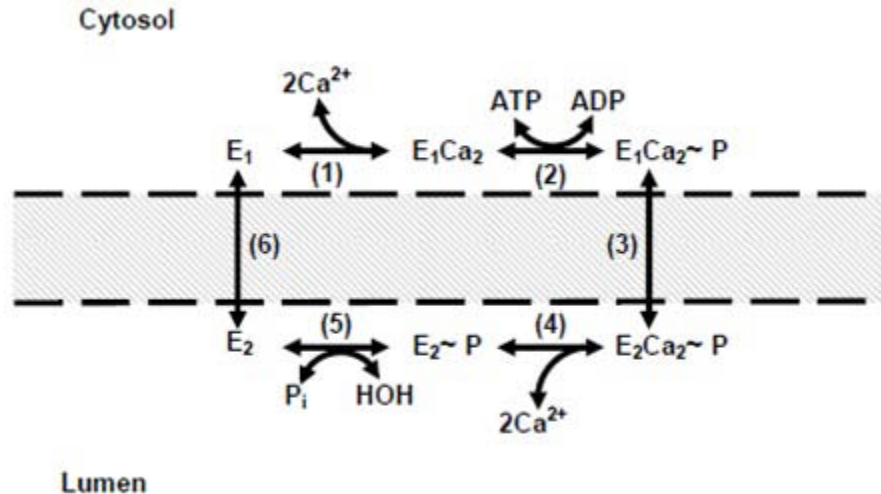 Cytosol
2Ca²⁺
ATP ADP
E₁ E₁Ca₂ E₁Ca₂~ P
(1) (2)
(6) (3)
(5) (4)
E₂ E₂~ P E₂Ca₂~ P
Pᵢ HOH
2Ca²⁺
Lumen